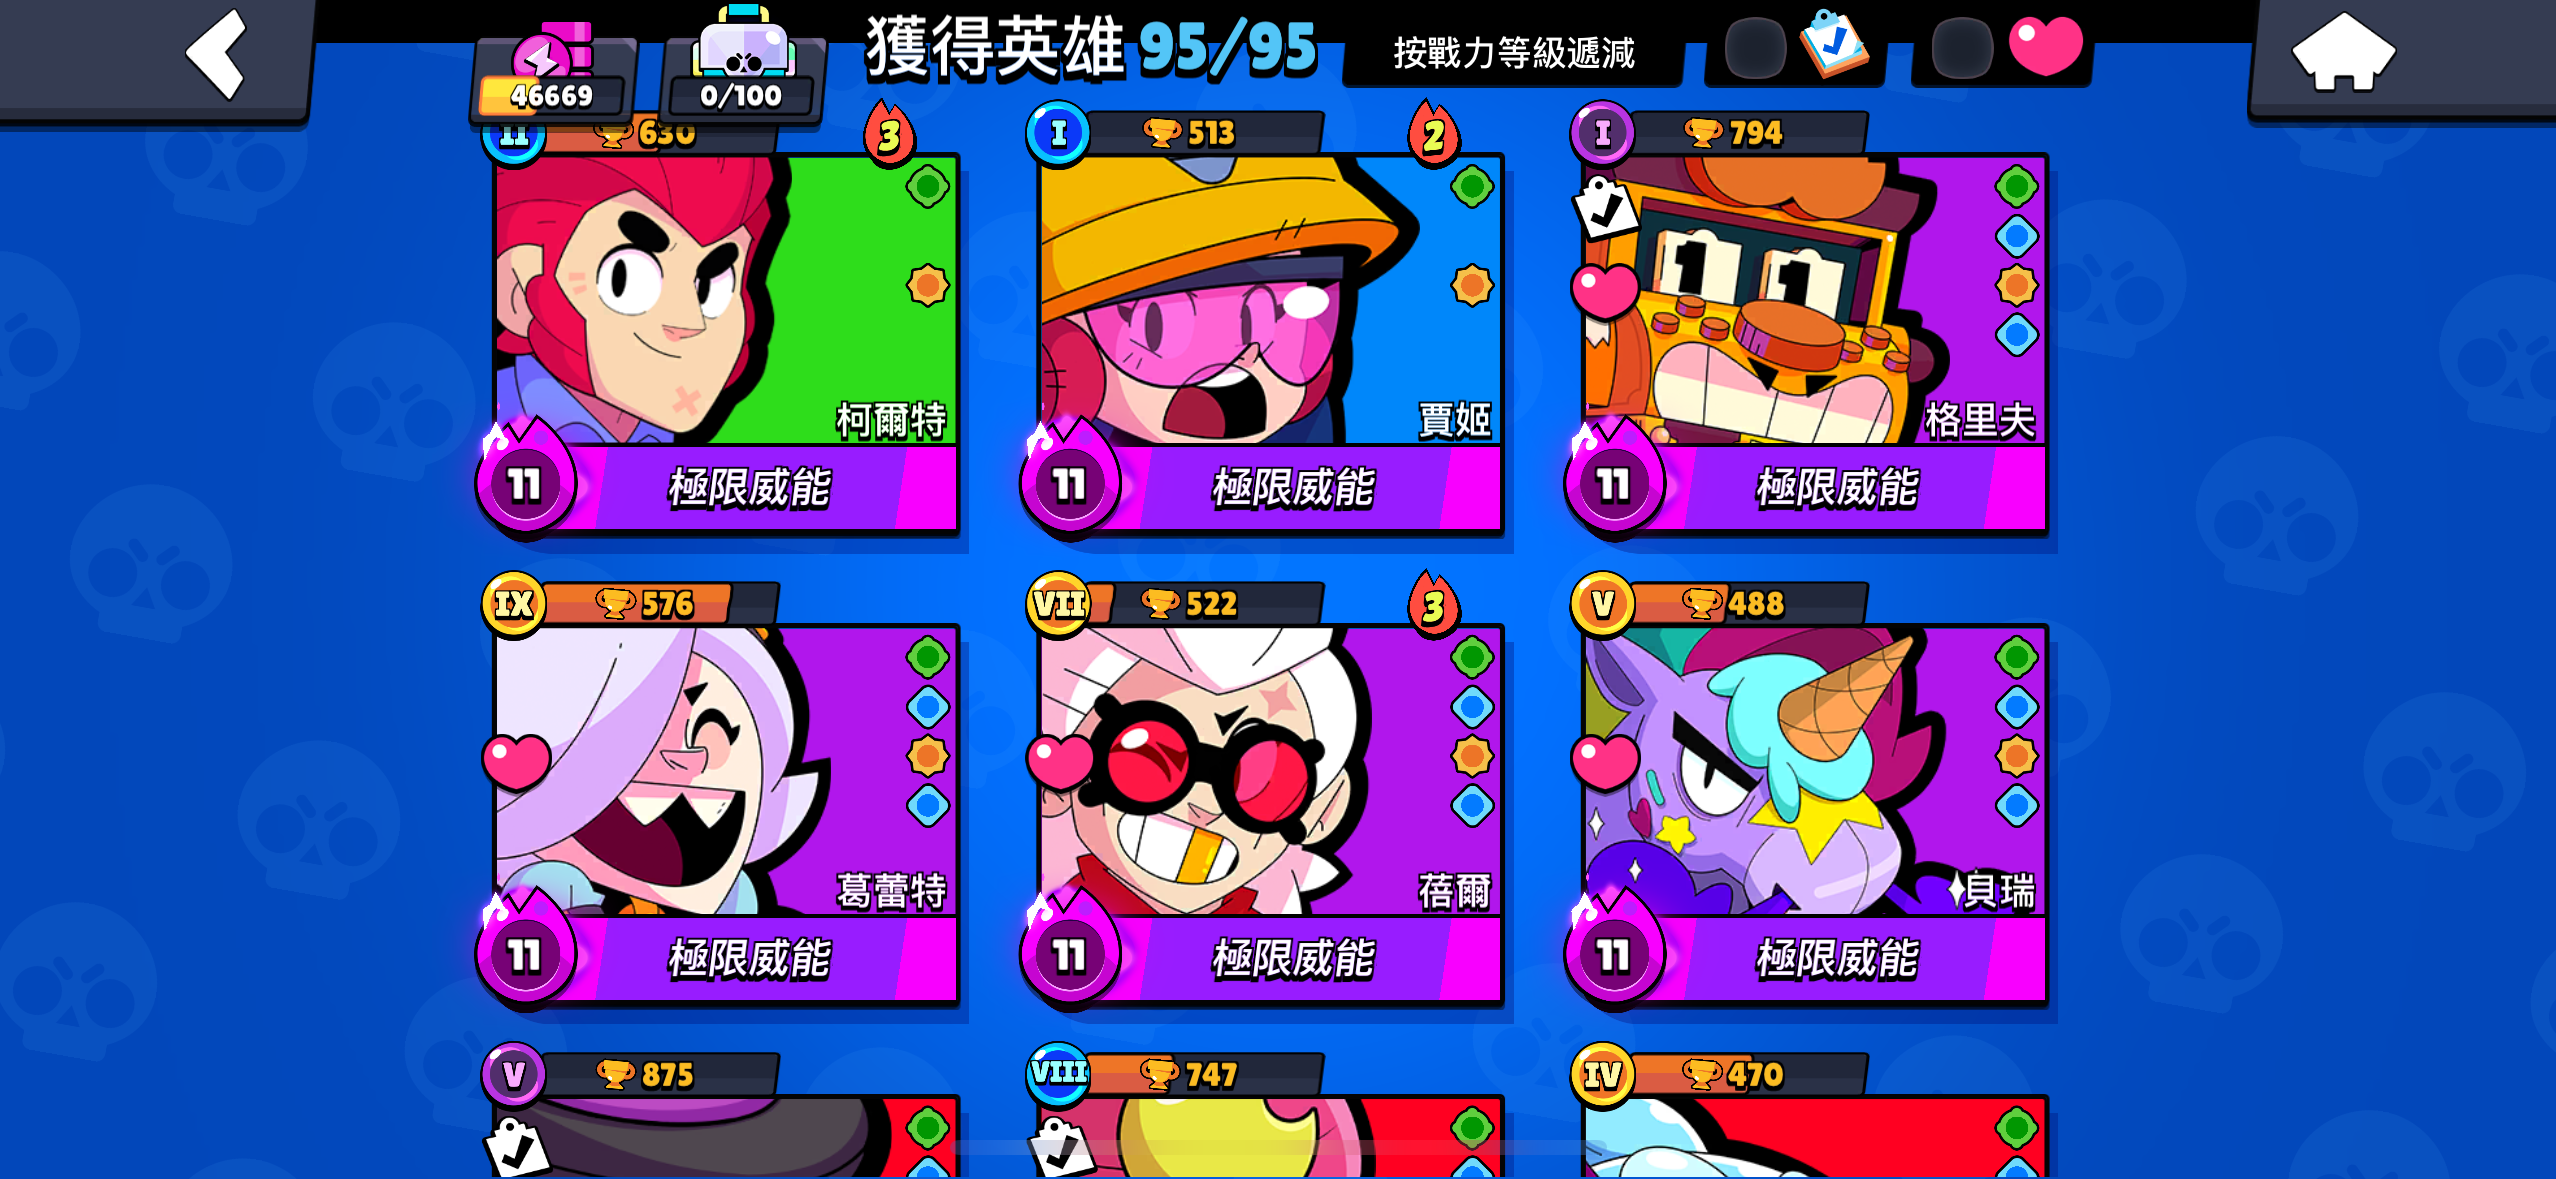 獲得英雄 95/95
46669
0/100
按戰力等級遞減
II 630 3
I 513 2
I 794
1 1
柯爾特
賈姬
格里夫
11 極限威能
11 極限威能
11 極限威能
IX 576
VII 522 3
V 488
葛蕾特
蓓爾
貝瑞
11 極限威能
11 極限威能
11 極限威能
V 875
VIII 747
IV 470